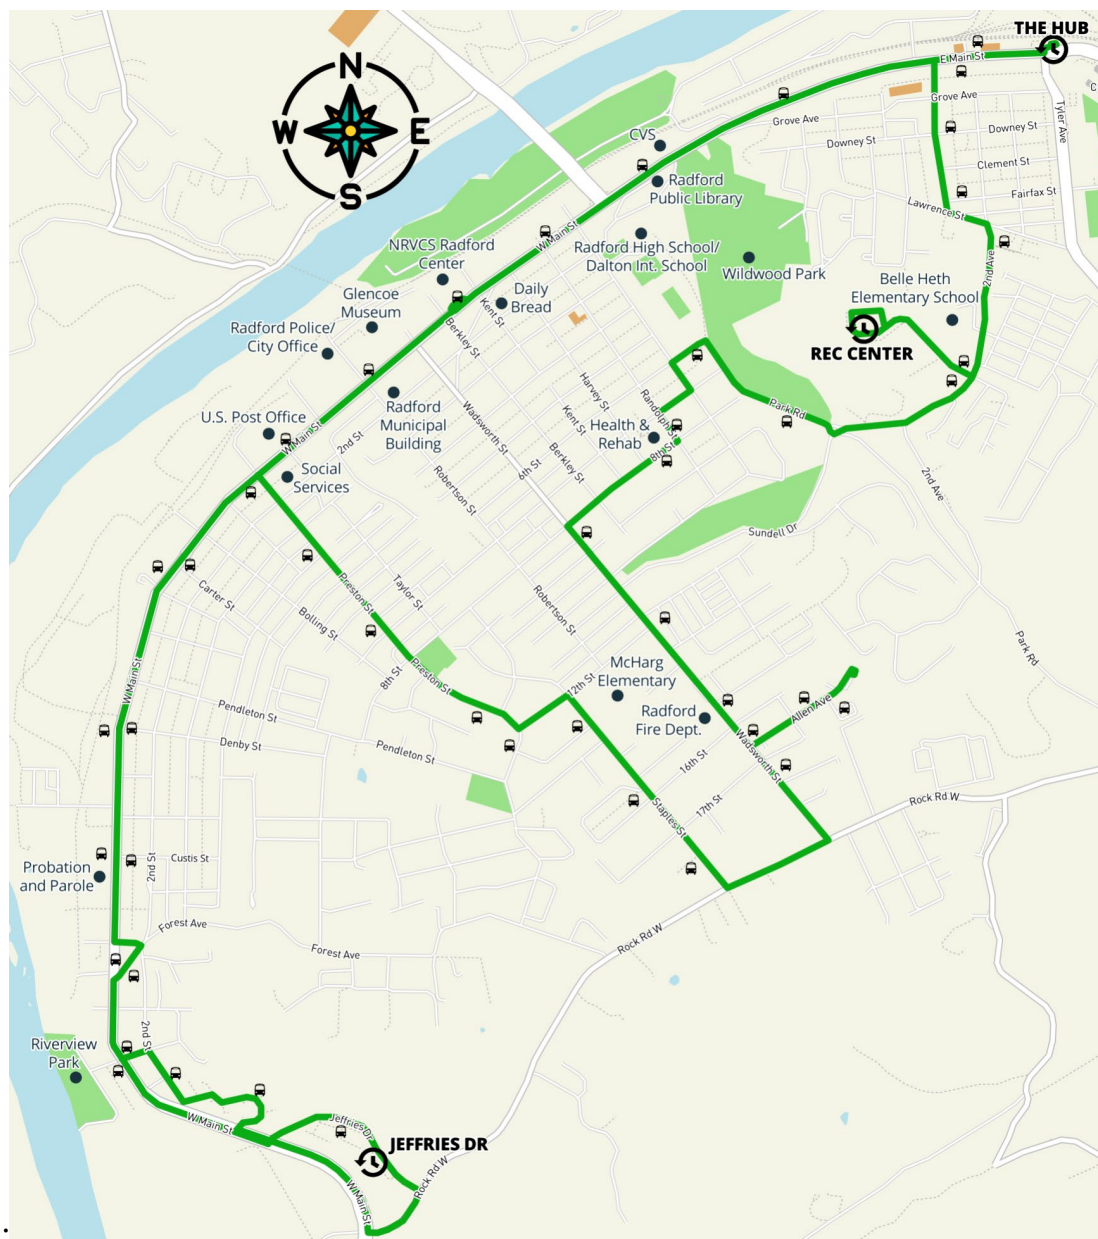 THE HUB
E Main St
N
W
E
S
Grove Ave
Grove Ave
Tyler Ave
C
CVS
Downey St
Downey St
Clement St
Radford
Public Library
Fairfax St
Lawrence St
W Main St
NRVCS Radford
Center
Radford High School/
Dalton Int. School
Wildwood Park
2nd Ave
Belle Heth
Elementary School
Glencoe
Museum
Daily
Bread
Kent St
Berkley St
Radford Police/
City Office
REC CENTER
Harvey St
Randolph St
Park Rd
U.S. Post Office
Radford
Municipal
Building
Wadsworth St
Kent St
Health &
Rehab
W Main St
2nd St
Berkley St
8th St
6th St
Social
Services
Robertson St
2nd Ave
Sundell Dr
Carter St
Preston St
Taylor St
Robertson St
Bolling St
Park Rd
8th St
Preston St
12th St
McHarg
Elementary
W Main St
Pendleton St
Radford
Fire Dept.
Allen Ave
Denby St
Pendleton St
16th St
Wadsworth St
Rock Rd W
17th St
Staples St
Probation
and Parole
2nd St
Custis St
Forest Ave
Forest Ave
Rock Rd W
2nd St
Riverview
Park
W Main St
Jeffries Dr
JEFFRIES DR
Rock Rd W
W Main St
.